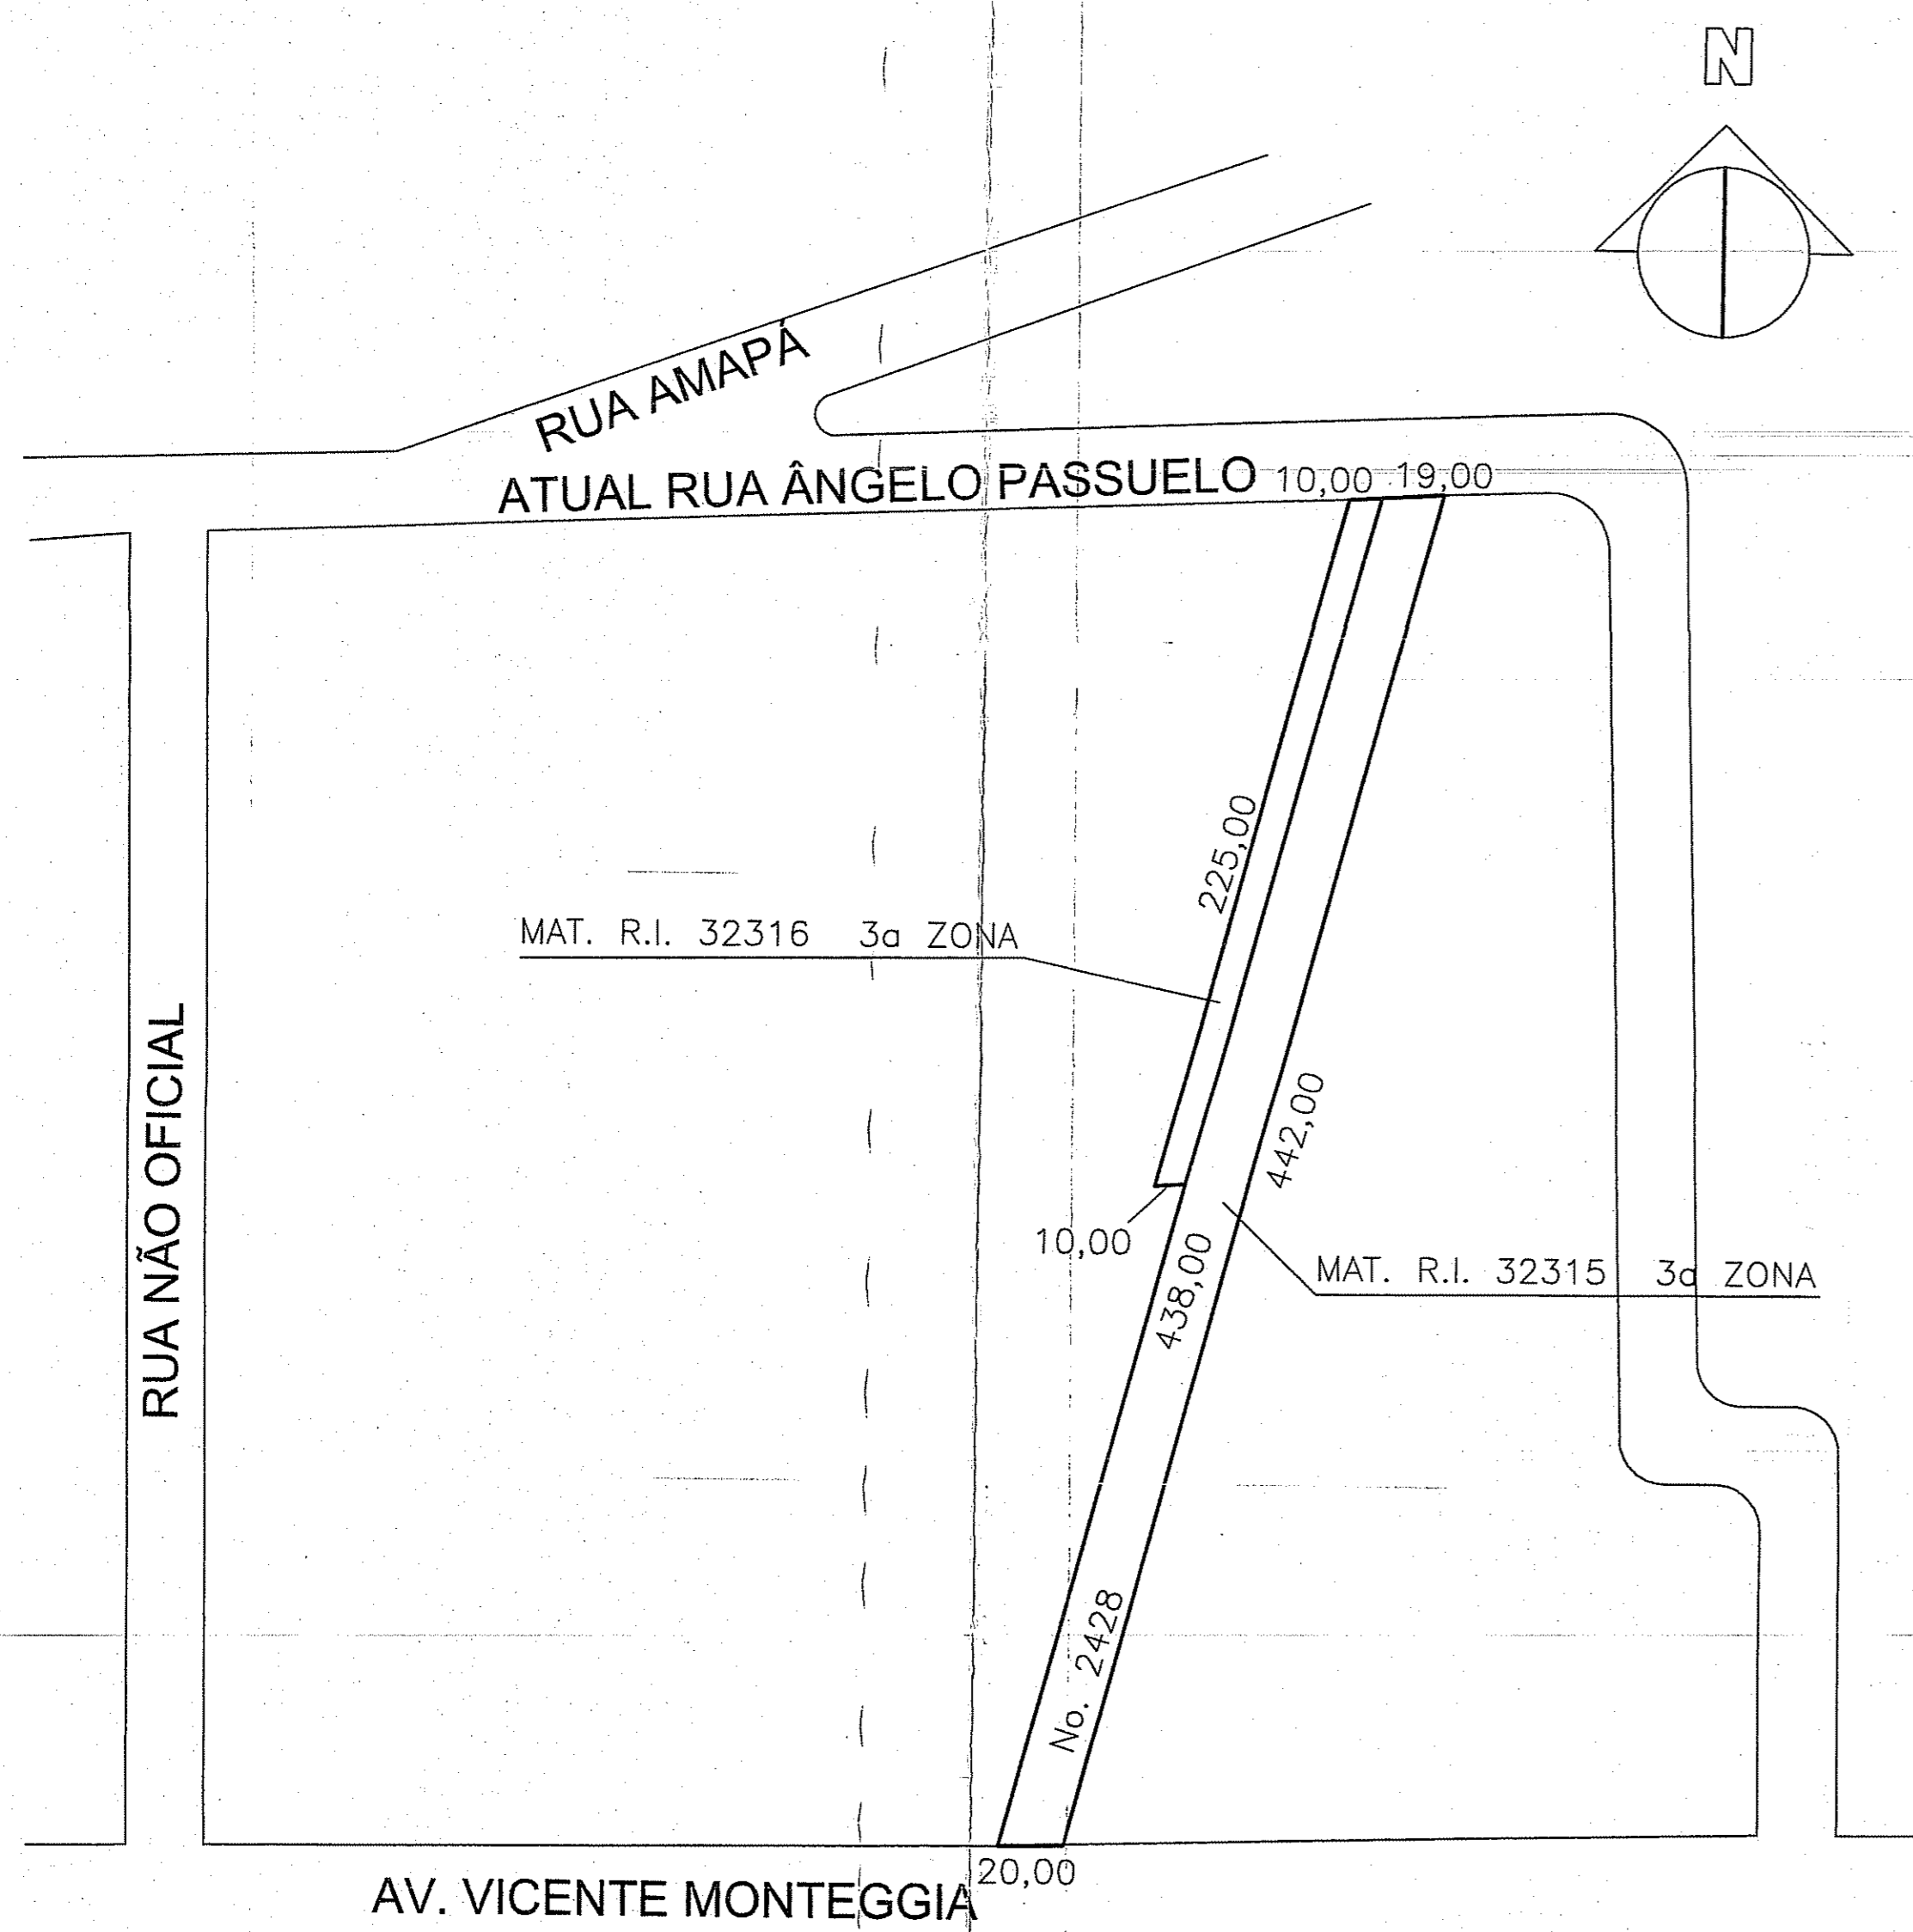 N
RUA AMAPÁ
ATUAL RUA ÂNGELO PASSUELO 10,00 19,00
225,00
MAT. R.I. 32316 3a ZONA
RUA NÃO OFICIAL
442,00
10,00
438,00
MAT. R.I. 32315 3a ZONA
No. 2428
20,00
AV. VICENTE MONTEGGIA